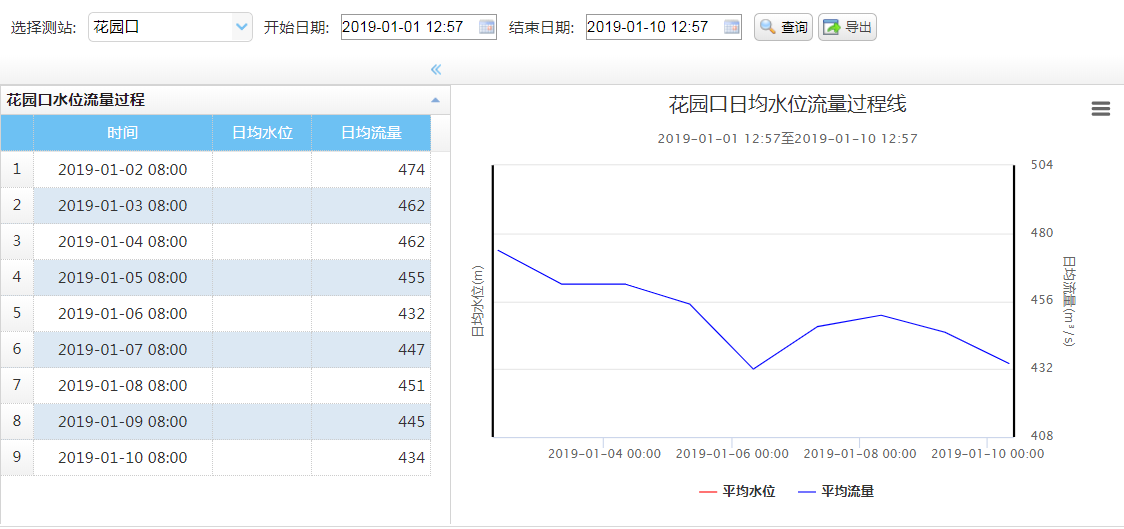 选择测站: 花园口 开始日期: 2019-01-01 12:57 结束日期: 2019-01-10 12:57 查询 导出
花园口水位流量过程
时间 日均水位 日均流量
1 2019-01-02 08:00 474
2 2019-01-03 08:00 462
3 2019-01-04 08:00 462
4 2019-01-05 08:00 455
5 2019-01-06 08:00 432
6 2019-01-07 08:00 447
7 2019-01-08 08:00 451
8 2019-01-09 08:00 445
9 2019-01-10 08:00 434
花园口日均水位流量过程线
2019-01-01 12:57至2019-01-10 12:57
日均水位(m)
504
480
456
432
408
日均流量(m³/s)
2019-01-04 00:00 2019-01-06 00:00 2019-01-08 00:00 2019-01-10 00:00
平均水位 平均流量